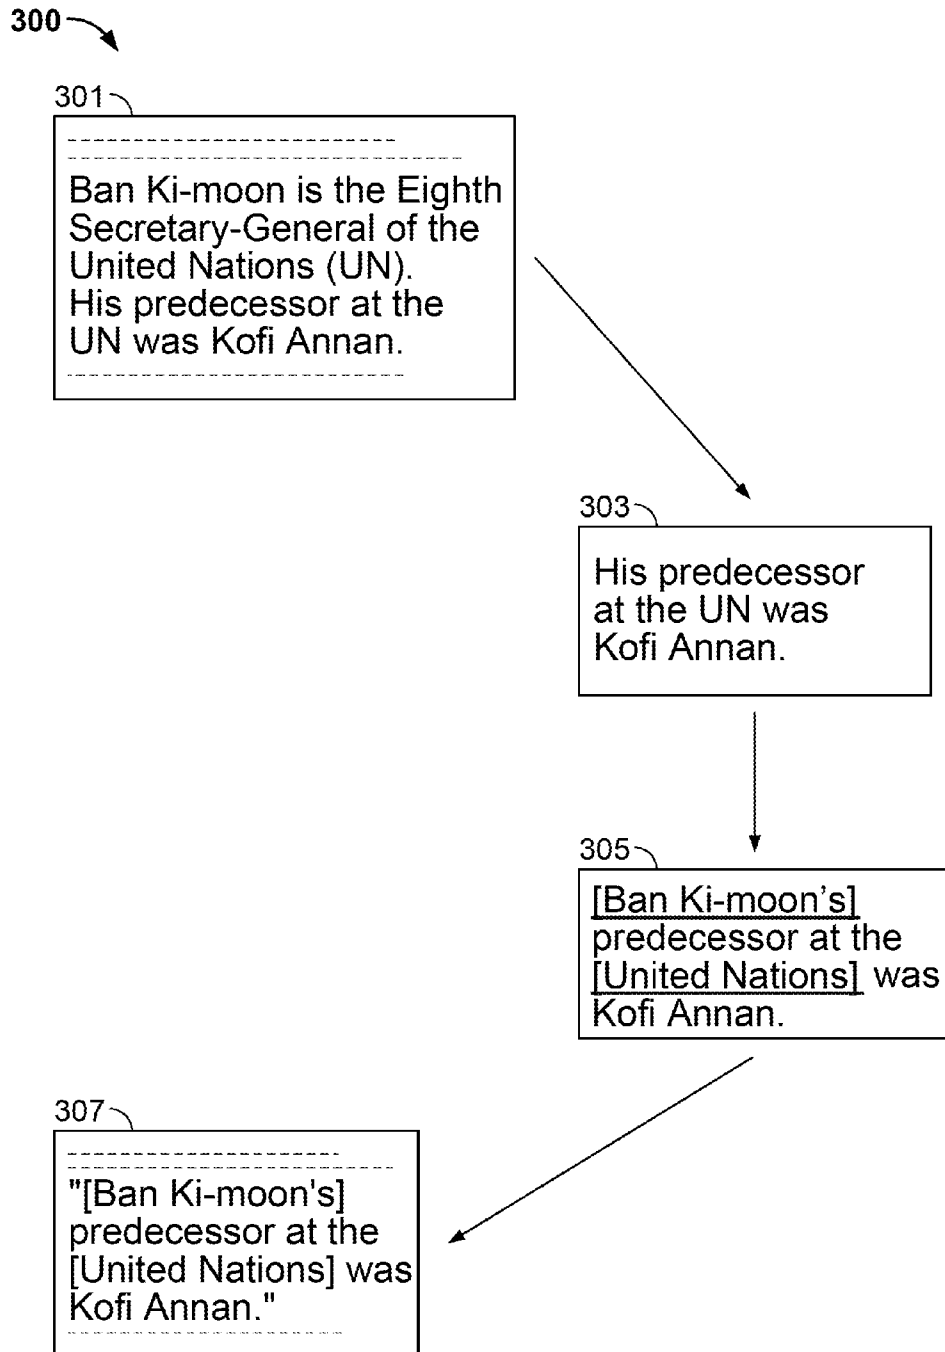 300
301
Ban Ki-moon is the Eighth
Secretary-General of the
United Nations (UN).
His predecessor at the
UN was Kofi Annan.
303
His predecessor
at the UN was
Kofi Annan.
305
[Ban Ki-moon's]
predecessor at the
[United Nations] was
Kofi Annan.
307
"[Ban Ki-moon's]
predecessor at the
[United Nations] was
Kofi Annan."